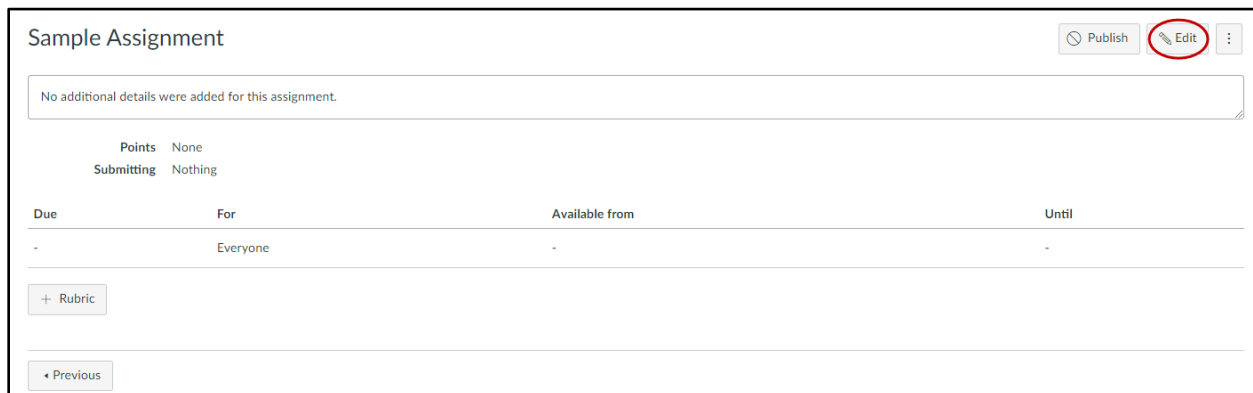 Sample Assignment
Publish
Edit
No additional details were added for this assignment.
Points None
Submitting Nothing
Due For Available from Until
- Everyone - -
+ Rubric
Previous